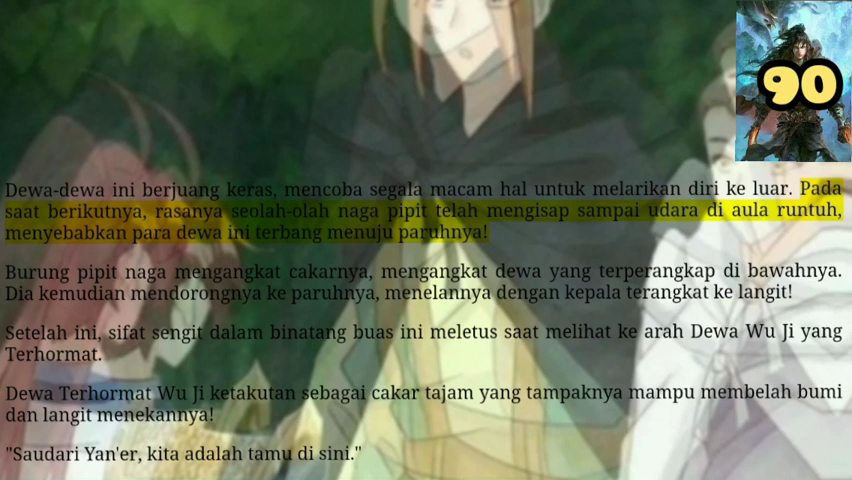 90
Dewa-dewa ini berjuang keras, mencoba segala macam hal untuk melarikan diri ke luar. Pada
saat berikutnya, rasanya seolah-olah naga pipit telah mengisap sampai udara di aula runtuh,
menyebabkan para dewa ini terbang menuju paruhnya!
Burung pipit naga mengangkat cakarnya, mengangkat dewa yang terperangkap di bawahnya.
Dia kemudian mendorongnya ke paruhnya, menelannya dengan kepala terangkat ke langit!
Setelah ini, sifat sengit dalam binatang buas ini meletus saat melihat ke arah Dewa Wu Ji yang
Terhormat.
Dewa Terhormat Wu Ji ketakutan sebagai cakar tajam yang tampaknya mampu membelah bumi
dan langit menekannya!
"Saudari Yan'er, kita adalah tamu di sini."